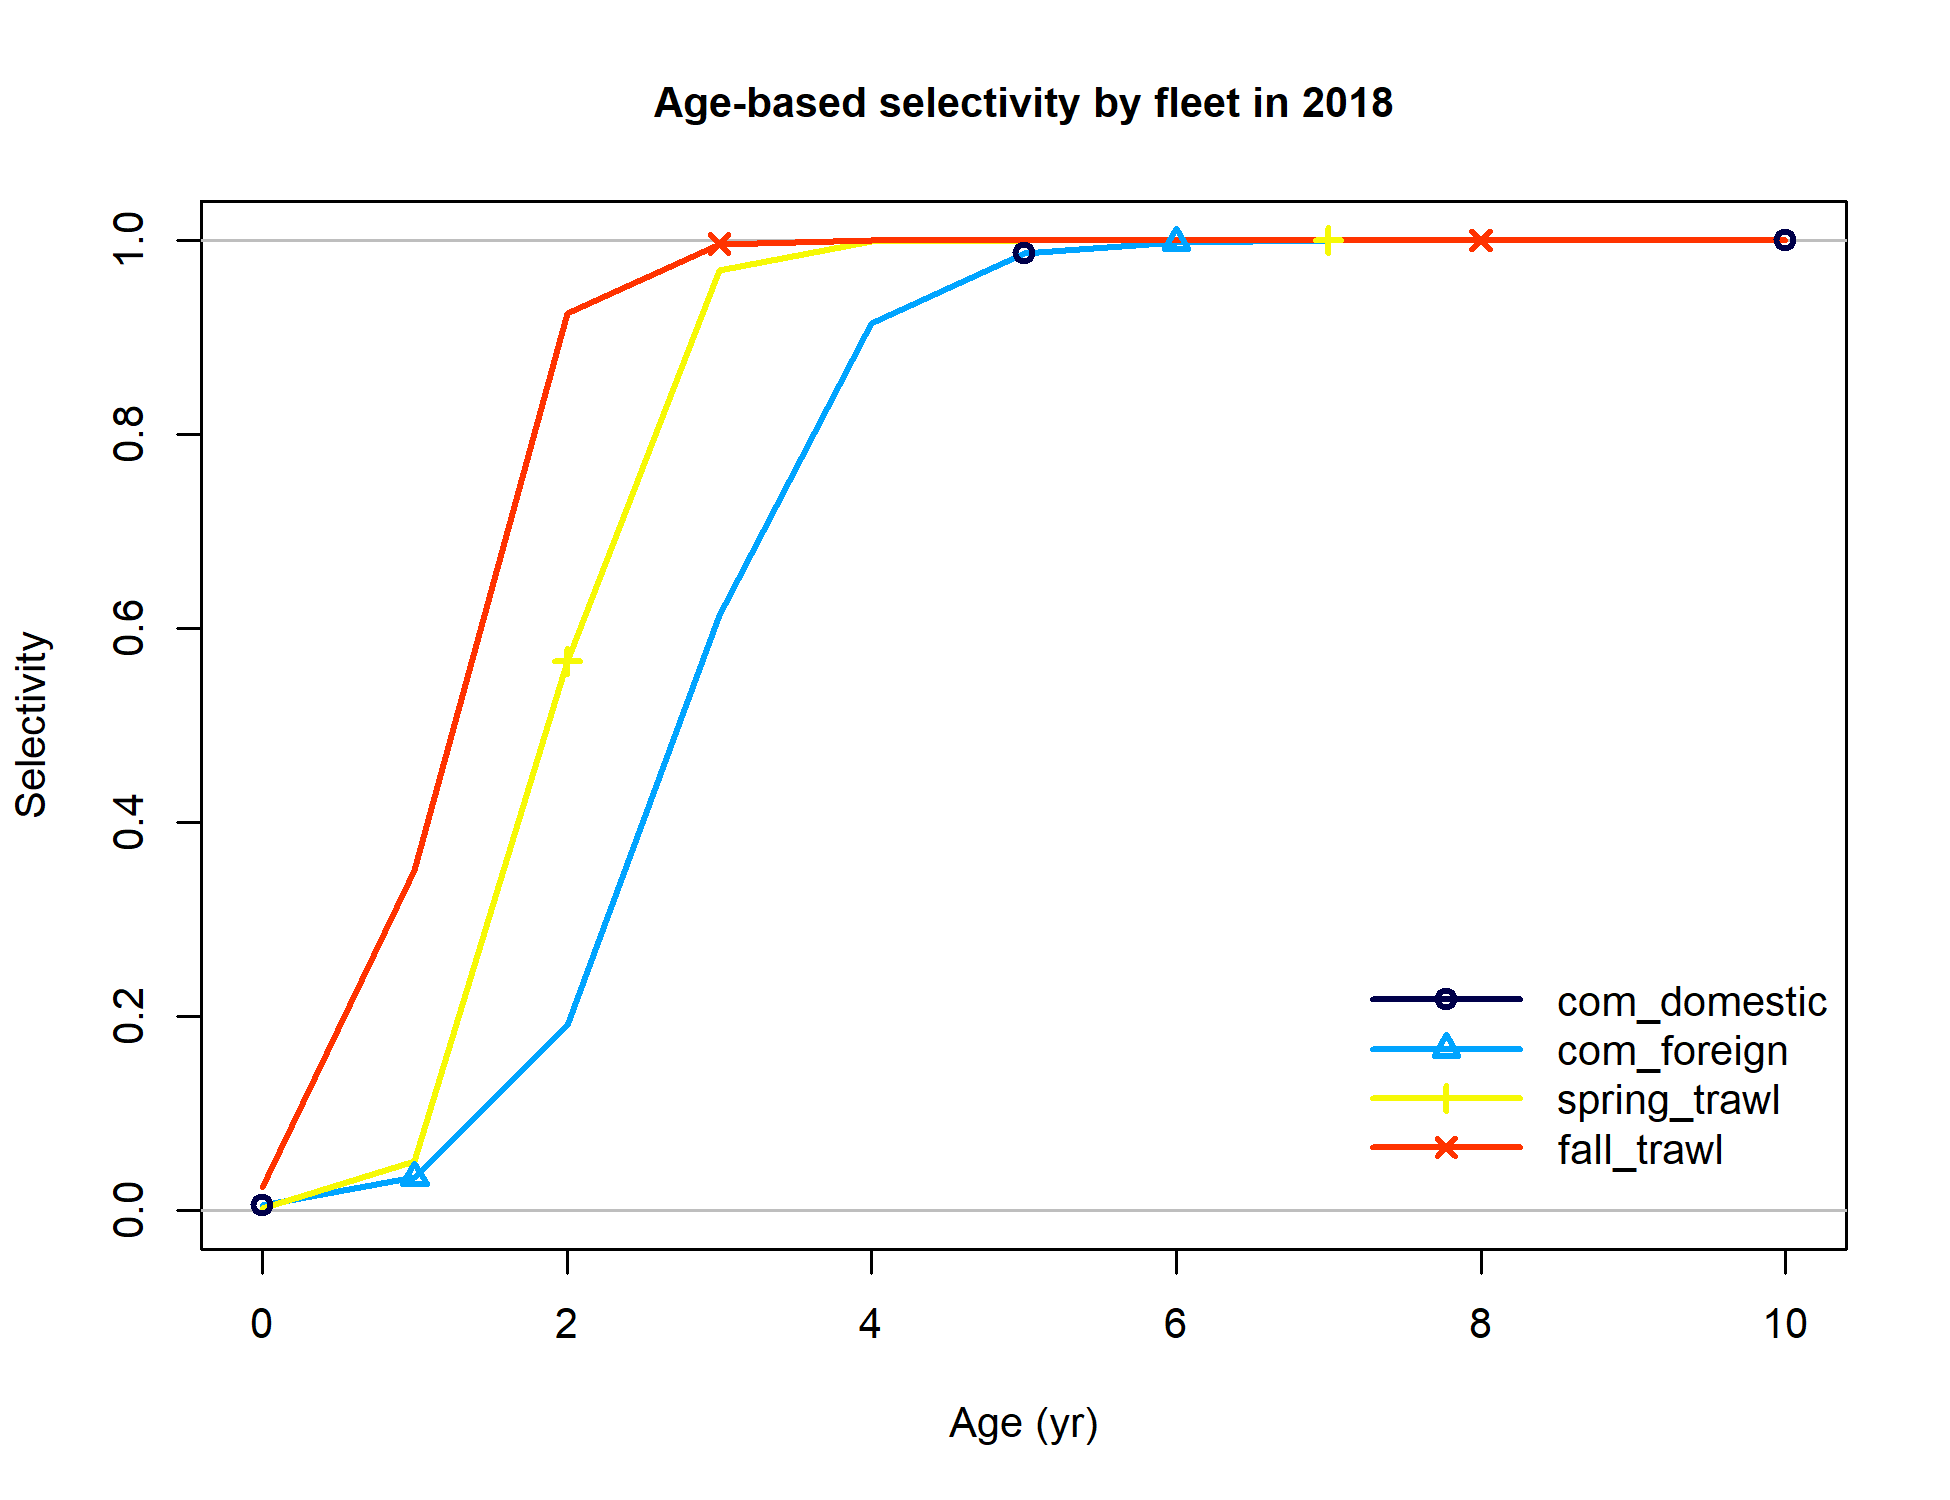 Age-based selectivity by fleet in 2018
Selectivity
1.0
0.8
0.6
0.4
0.2
0.0
com_domestic
com_foreign
spring_trawl
fall_trawl
0 2 4 6 8 10
Age (yr)